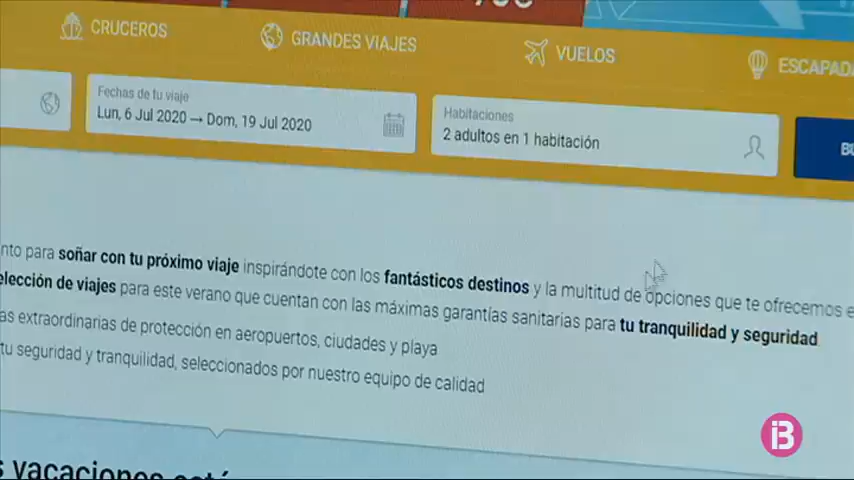 CRUCEROS
GRANDES VIAJES
VUELOS
ESCAPADA
Fechas de tu viaje
Lun, 6 Jul 2020 → Dom, 19 Jul 2020
Habitaciones
2 adultos en 1 habitación
BU
nto para soñar con tu próximo viaje inspirándote con los fantásticos destinos y la multitud de opciones que te ofrecemos e
elección de viajes para este verano que cuentan con las máximas garantías sanitarias para tu tranquilidad y seguridad
as extraordinarias de protección en aeropuertos, ciudades y playa
tu seguridad y tranquilidad, seleccionados por nuestro equipo de calidad
s vacaciones
IB